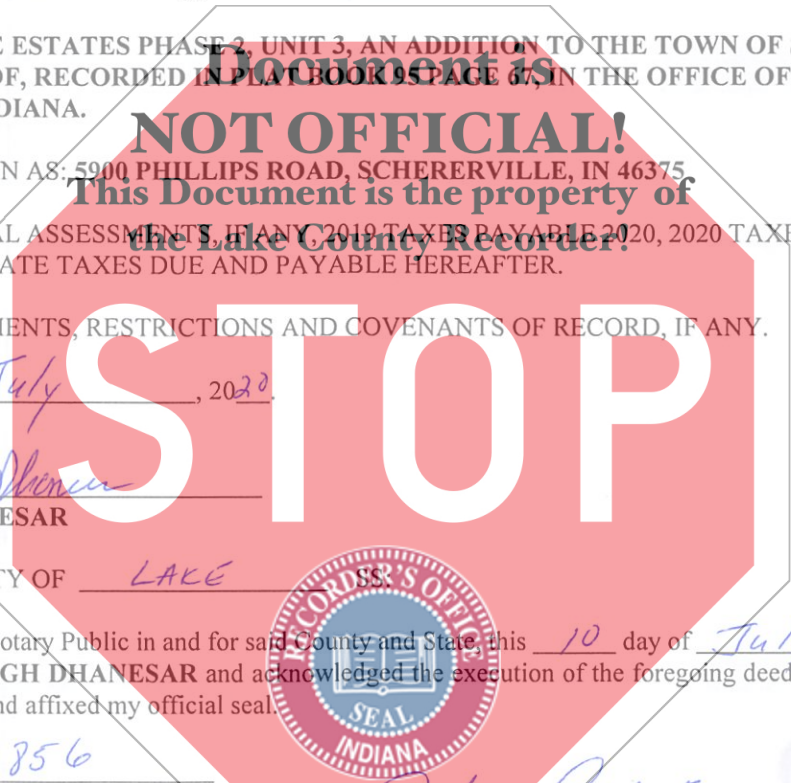 E ESTATES PHASE 2, UNIT 3, AN ADDITION TO THE TOWN OF
Document is
OF, RECORDED IN PLAT BOOK 95 PAGE 67, IN THE OFFICE OF
DIANA.
NOT OFFICIAL!
N AS: 5900 PHILLIPS ROAD, SCHERERVILLE, IN 46375
This Document is the property of
L ASSESSMENTS, IF ANY, 2019 TAXES PAYABLE 2020, 2020 TAXE
the Lake County Recorder!
ATE TAXES DUE AND PAYABLE HEREAFTER.
MENTS, RESTRICTIONS AND COVENANTS OF RECORD, IF ANY.
STOP
July, 2020.
ESAR
TY OF LAKE SS:
otary Public in and for said County and State, this 10 day of Jul
GH DHANESAR and acknowledged the execution of the foregoing deed
nd affixed my official seal.
RECORDER'S OFFICE
SEAL
INDIANA
856